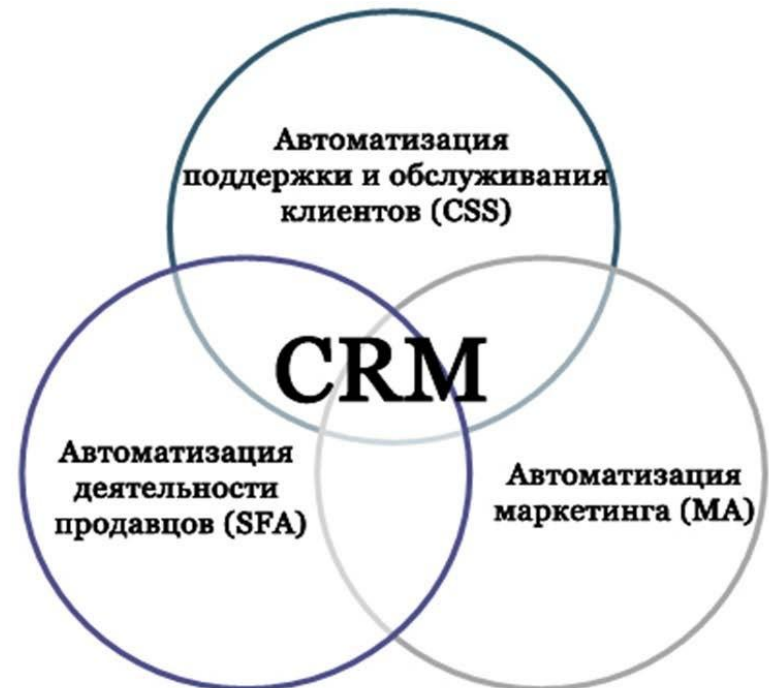 Автоматизация
поддержки и обслуживания
клиентов (CSS)
CRM
Автоматизация
деятельности
продавцов (SFA)
Автоматизация
маркетинга (MA)